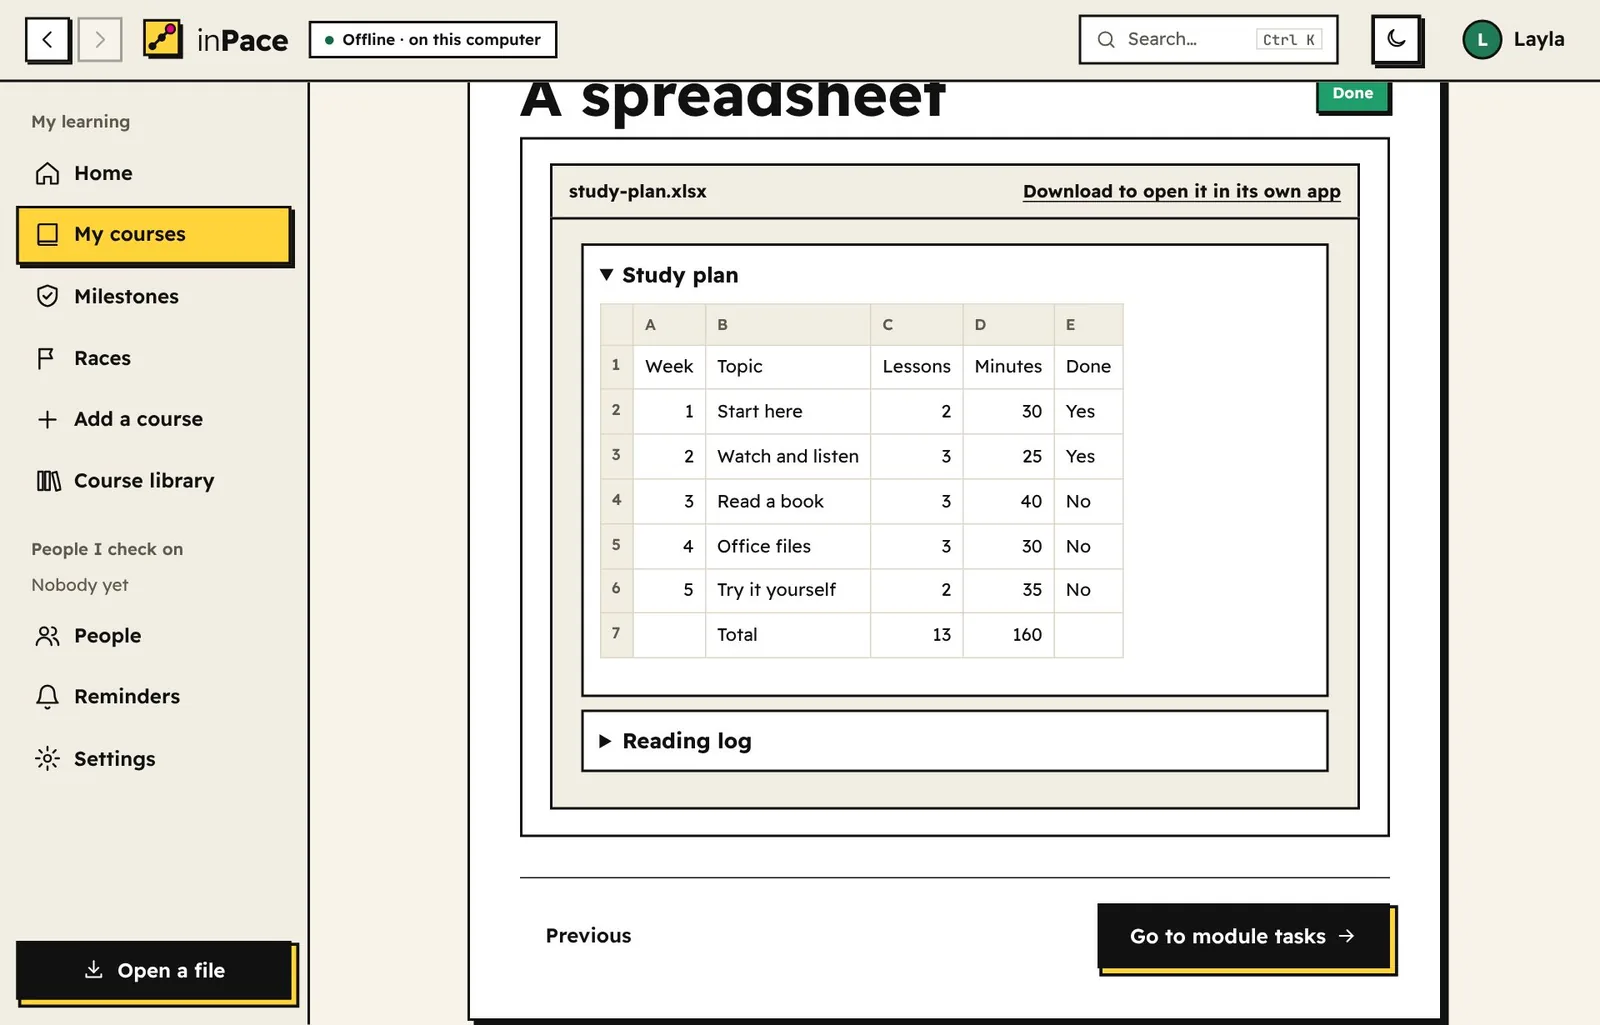 inPace
Offline · on this computer
Search...
Ctrl K
L
Layla
My learning
Home
My courses
Milestones
Races
Add a course
Course library
People I check on
Nobody yet
People
Reminders
Settings
Open a file
A spreadsheet
Done
study-plan.xlsx
Download to open it in its own app
Study plan
A B C D E
1 Week Topic Lessons Minutes Done
2 1 Start here 2 30 Yes
3 2 Watch and listen 3 25 Yes
4 3 Read a book 3 40 No
5 4 Office files 3 30 No
6 5 Try it yourself 2 35 No
7 Total 13 160
Reading log
Previous
Go to module tasks